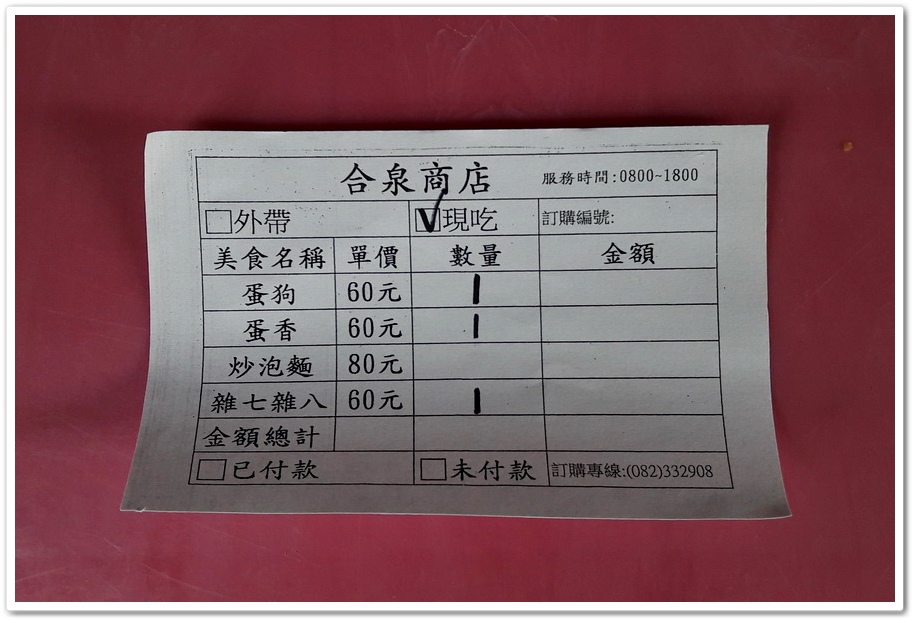 合泉商店 服務時間:0800~1800
□外帶 ☑現吃 訂購編號:
美食名稱 單價 數量 金額
蛋狗 60元 1
蛋香 60元 1
炒泡麵 80元
雜七雜八 60元 1
金額總計
□已付款 □未付款 訂購專線:(082)332908